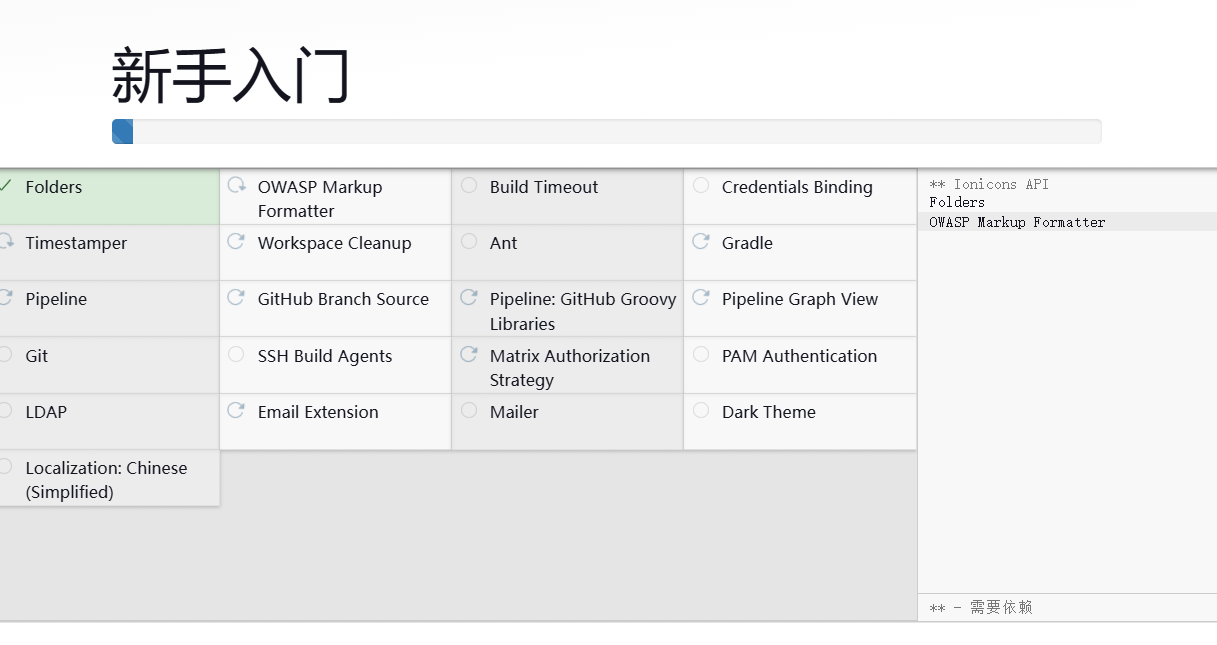 新手入门
Folders
OWASP Markup
Formatter
Build Timeout
Credentials Binding
Timestamper
Workspace Cleanup
Ant
Gradle
Pipeline
GitHub Branch Source
Pipeline: GitHub Groovy
Libraries
Pipeline Graph View
Git
SSH Build Agents
Matrix Authorization
Strategy
PAM Authentication
LDAP
Email Extension
Mailer
Dark Theme
Localization: Chinese
(Simplified)
** Ionicons API
Folders
OWASP Markup Formatter
** - 需要依赖